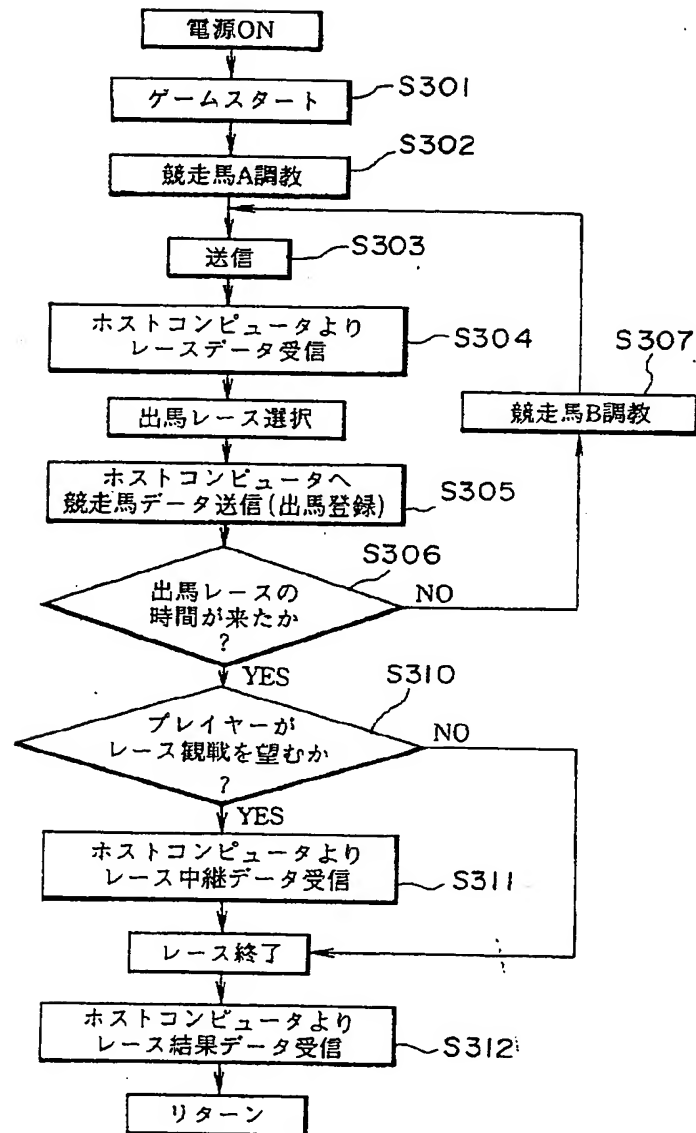 電源ON
ゲームスタート
S301
競走馬A調教
S302
送信
S303
ホストコンピュータより
レースデータ受信
S304
S307
競走馬B調教
出馬レース選択
ホストコンピュータへ
競走馬データ送信(出馬登録)
S305
S306
出馬レースの
時間が来たか
?
NO
YES
S310
プレイヤーが
レース観戦を望むか
?
NO
YES
ホストコンピュータより
レース中継データ受信
S311
レース終了
ホストコンピュータより
レース結果データ受信
S312
リターン